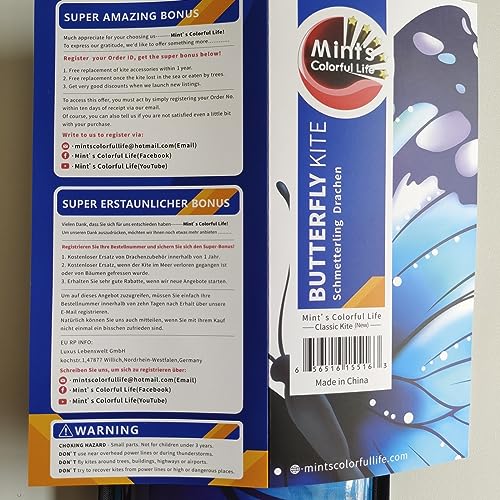 SUPER AMAZING BONUS
Much appreciate for your choosing us------Mint's Colorful Life!
To express our gratitude, we'd like to offer something more......
Register your Order ID, get the super bonus below!
1. Free replacement of kite accessories within 1 year.
2. Free replacement once the kite lost in the sea or eaten by trees.
3. Get very good discounts when we launch new listings.
To access this offer, you must act by simply registering your Order No.
within ten days of receipt via our email.
Of course, you can also tell us if you are not satisfied even a little bit
with your purchase.
Write to us to register via:
·mintscolorfullife@hotmail.com(Email)
·Mint's Colorful Life(Facebook)
·Mint's Colorful Life(YouTube)
SUPER ERSTAUNLICHER BONUS
Vielen Dank, dass Sie sich für uns entschieden haben------Mint's Colorful Life!
Um unseren Dank auszudrücken, möchten wir Ihnen noch etwas mehr anbieten ......
Registrieren Sie Ihre Bestellnummer und sichern Sie sich den Super-Bonus!
1. Kostenloser Ersatz von Drachenzubehör innerhalb von 1 Jahr.
2. Kostenloser Ersatz, wenn der Kite im Meer verloren gegangen ist
oder von Bäumen gefressen wurde.
3. Erhalten Sie sehr gute Rabatte, wenn wir neue Angebote starten.
Um auf dieses Angebot zuzugreifen, müssen Sie einfach Ihre
Bestellnummer innerhalb von zehn Tagen nach Erhalt über unsere
E-Mail registrieren.
Natürlich können Sie uns auch mitteilen, wenn Sie mit Ihrem Kauf
nicht einmal ein bisschen zufrieden sind.
EU RP INFO:
Luxus Lebenswelt GmbH
kochstr.1,47877 Willich,Nordrhein-Westfalen,Germany
Schreiben Sie uns, um sich zu registrieren über:
·mintscolorfullife@hotmail.com(Email)
·Mint's Colorful Life(Facebook)
·Mint's Colorful Life(YouTube)
WARNING
CHOKING HAZARD - Small parts. Not for children under 3 years.
DON'T use near overhead power lines or during thunderstorms.
DON'T fly kites around trees, buildings, highways or airports.
DON'T try to recover kites from power lines or high or dangerous places.
Mint's
Colorful Life
BUTTERFLY KITE
Schmetterling Drachen
Mint's Colorful Life
Classic Kite (New)
6 56516 15516 3
Made in China
·mintscolorfullife.com